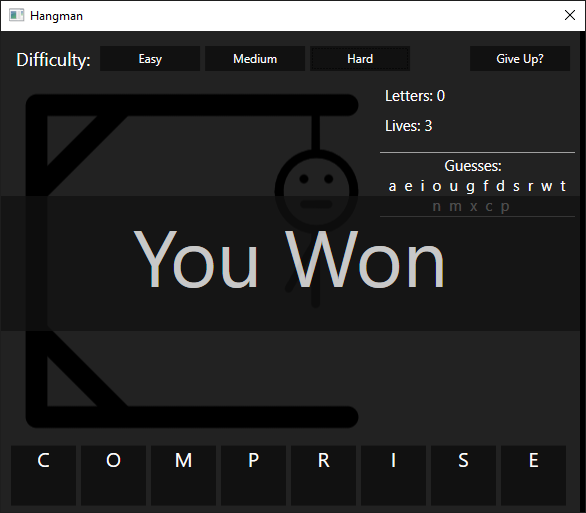 Hangman
Difficulty: Easy Medium Hard Give Up?
Letters: 0
Lives: 3
Guesses:
a e i o u g f d s r w t
n m x c p
You Won
C O M P R I S E